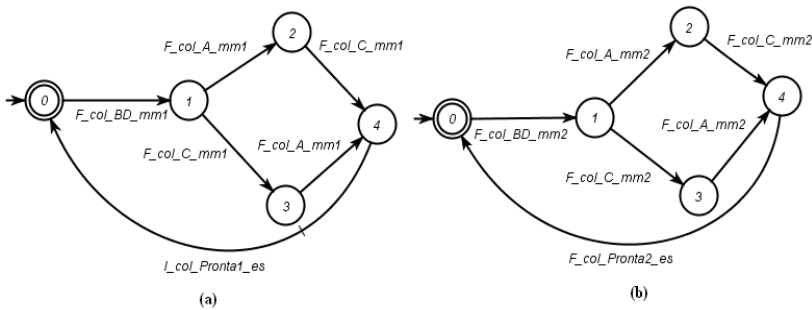 F_col_A_mm1
2
F_col_C_mm1
0
F_col_BD_mm1
1
4
F_col_C_mm1
F_col_A_mm1
3
I_col_Pronta1_es
(a)
2
F_col_C_mm2
F_col_A_mm2
4
0
F_col_BD_mm2
1
F_col_A_mm2
F_col_C_mm2
3
F_col_Pronta2_es
(b)